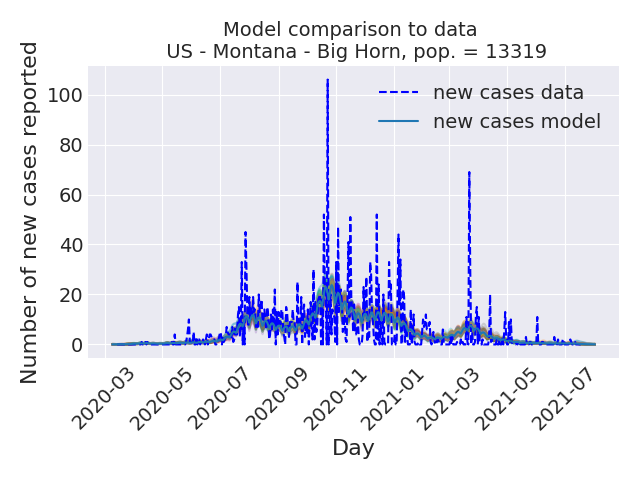 Model comparison to data
US - Montana - Big Horn, pop. = 13319
Number of new cases reported
100
80
60
40
20
0
new cases data
new cases model
2020-03
2020-05
2020-07
2020-09
2020-11
2021-01
2021-03
2021-05
2021-07
Day